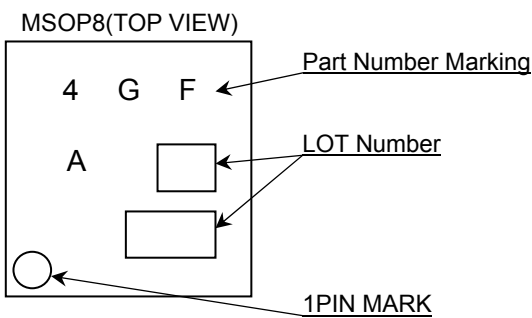 MSOP8(TOP VIEW)
4 G F
Part Number Marking
A
LOT Number
1PIN MARK